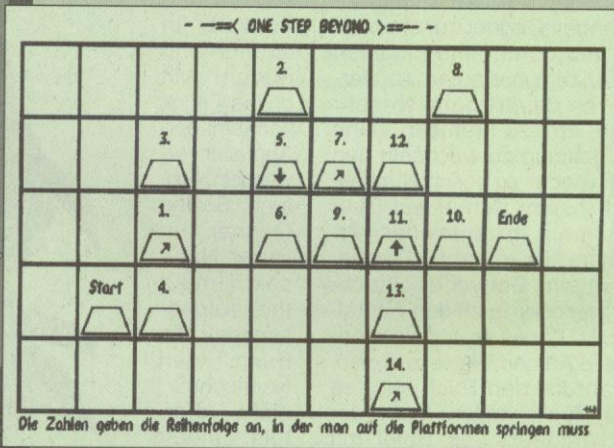 ONE STEP BEYOND
2. 8.
3. 5. 7. 12.
1. 6. 9. 11. 10. Ende
Start 4. 13.
14.
Die Zahlen geben die Reihenfolge an, in der man auf die Plattformen springen muss